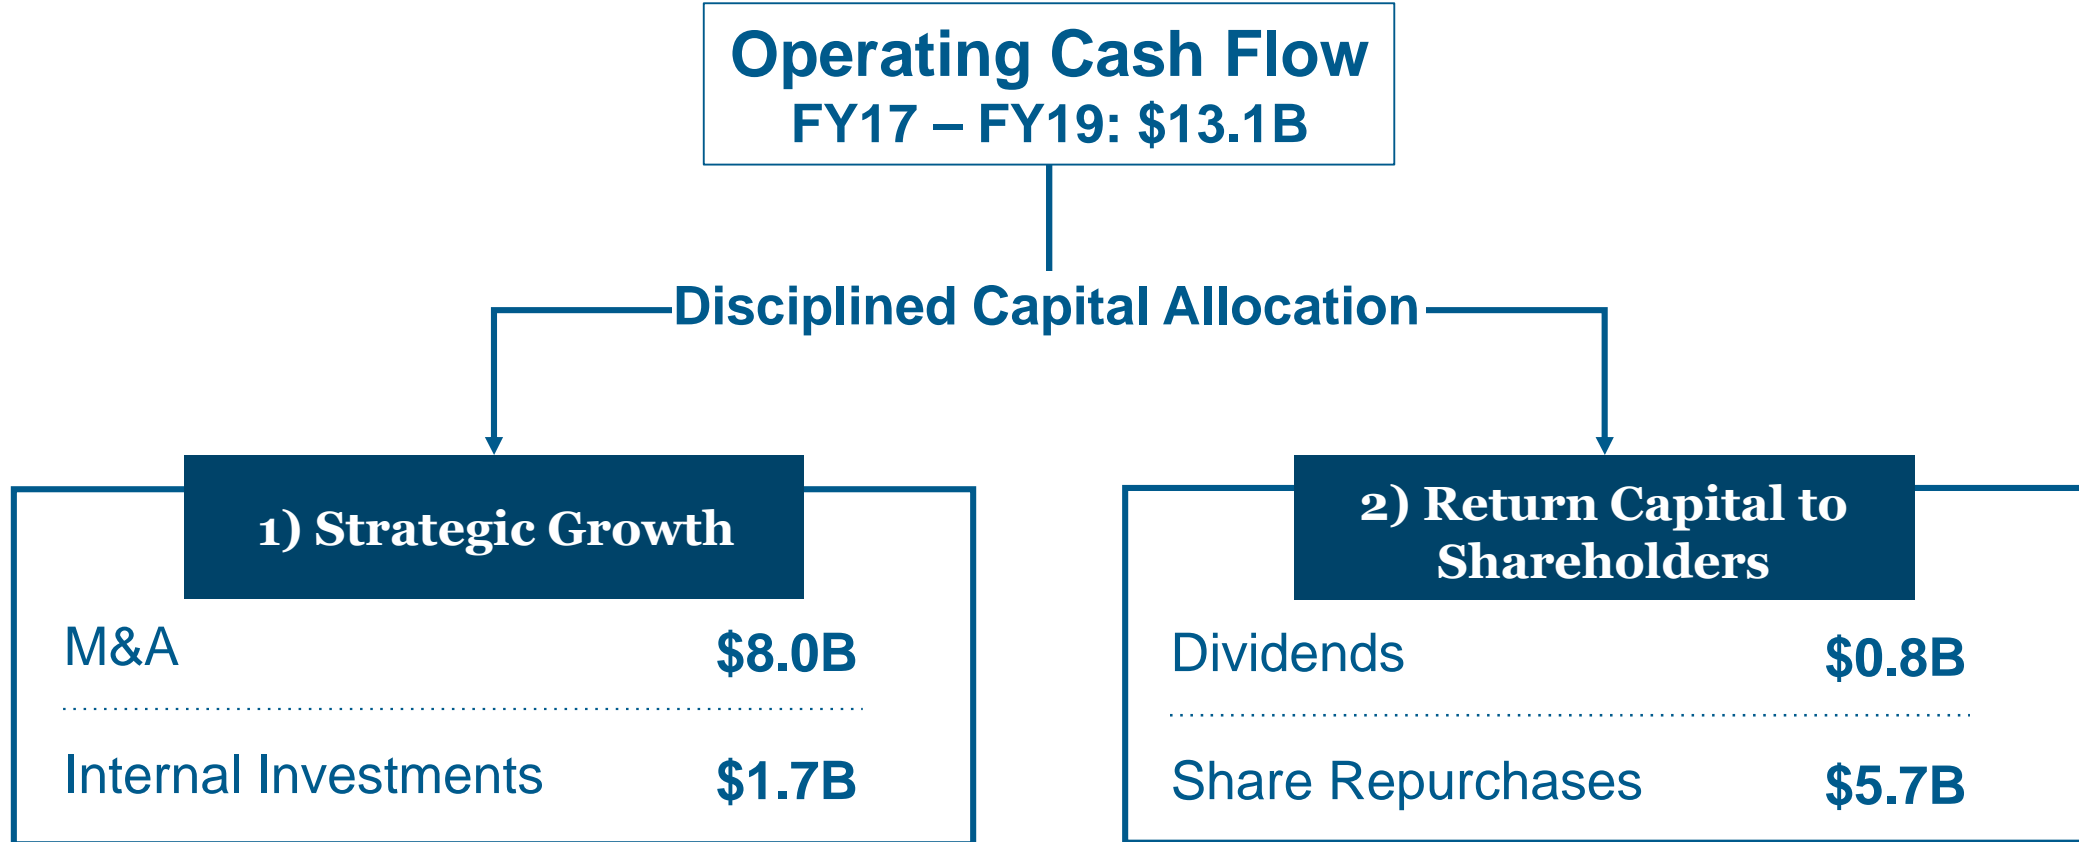 Operating Cash Flow
FY17 – FY19: $13.1B
Disciplined Capital Allocation
1) Strategic Growth
M&A $8.0B
Internal Investments $1.7B
2) Return Capital to
Shareholders
Dividends $0.8B
Share Repurchases $5.7B